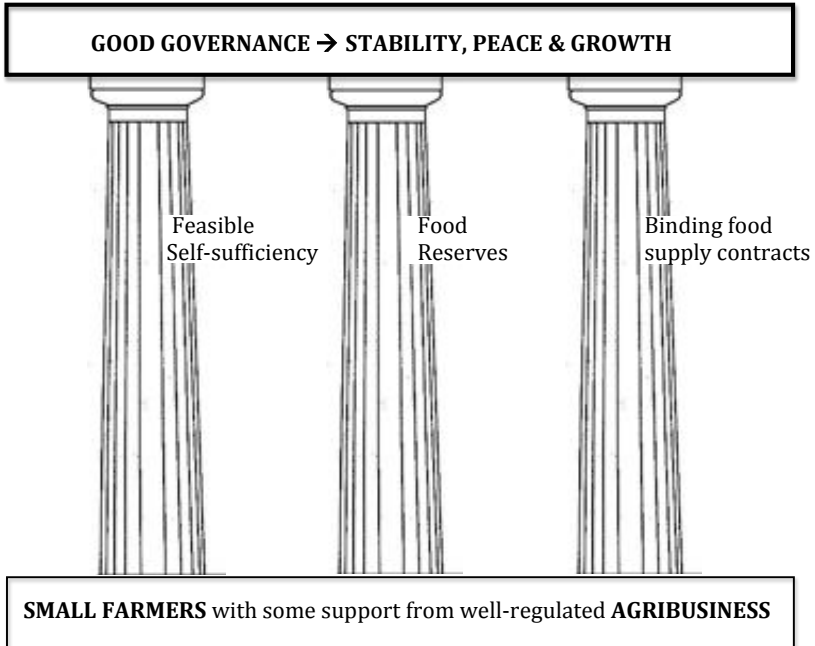 GOOD GOVERNANCE → STABILITY, PEACE & GROWTH
Feasible
Self-sufficiency
Food
Reserves
Binding food
supply contracts
SMALL FARMERS with some support from well-regulated AGRIBUSINESS